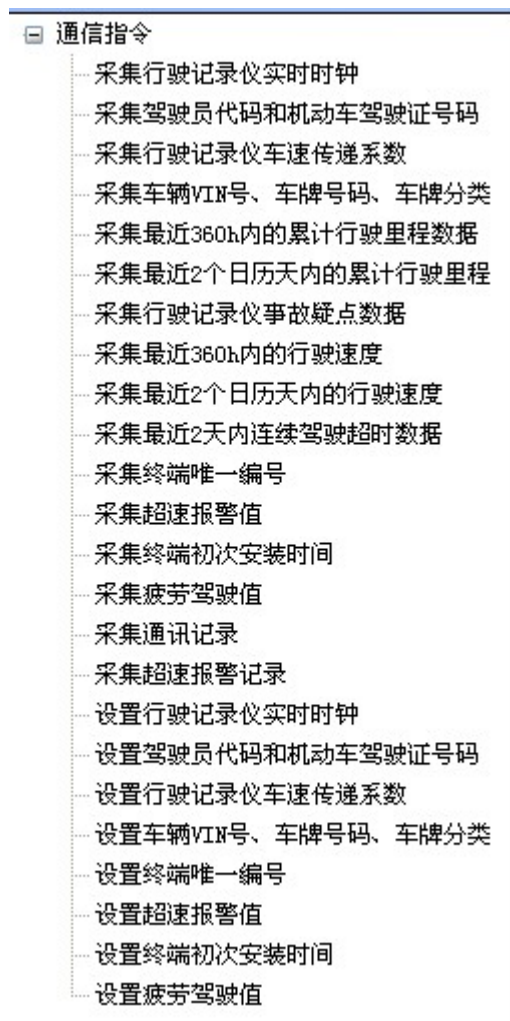 通信指令
采集行驶记录仪实时时钟
采集驾驶员代码和机动车驾驶证号码
采集行驶记录仪车速传递系数
采集车辆VIN号、车牌号码、车牌分类
采集最近360h内的累计行驶里程数据
采集最近2个日历天内的累计行驶里程
采集行驶记录仪事故疑点数据
采集最近360h内的行驶速度
采集最近2个日历天内的行驶速度
采集最近2天内连续驾驶超时数据
采集终端唯一编号
采集超速报警值
采集终端初次安装时间
采集疲劳驾驶值
采集通讯记录
采集超速报警记录
设置行驶记录仪实时时钟
设置驾驶员代码和机动车驾驶证号码
设置行驶记录仪车速传递系数
设置车辆VIN号、车牌号码、车牌分类
设置终端唯一编号
设置超速报警值
设置终端初次安装时间
设置疲劳驾驶值